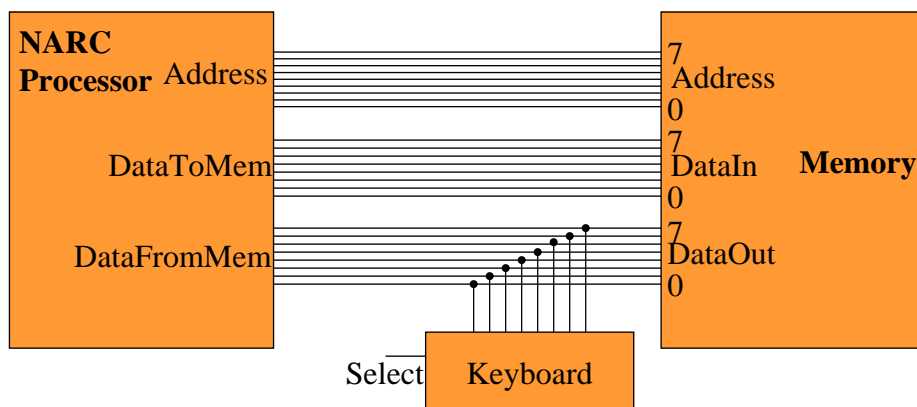 NARC
Processor
Address
DataToMem
DataFromMem
7
Address
0
7
DataIn
0
7
DataOut
0
Memory
Select
Keyboard